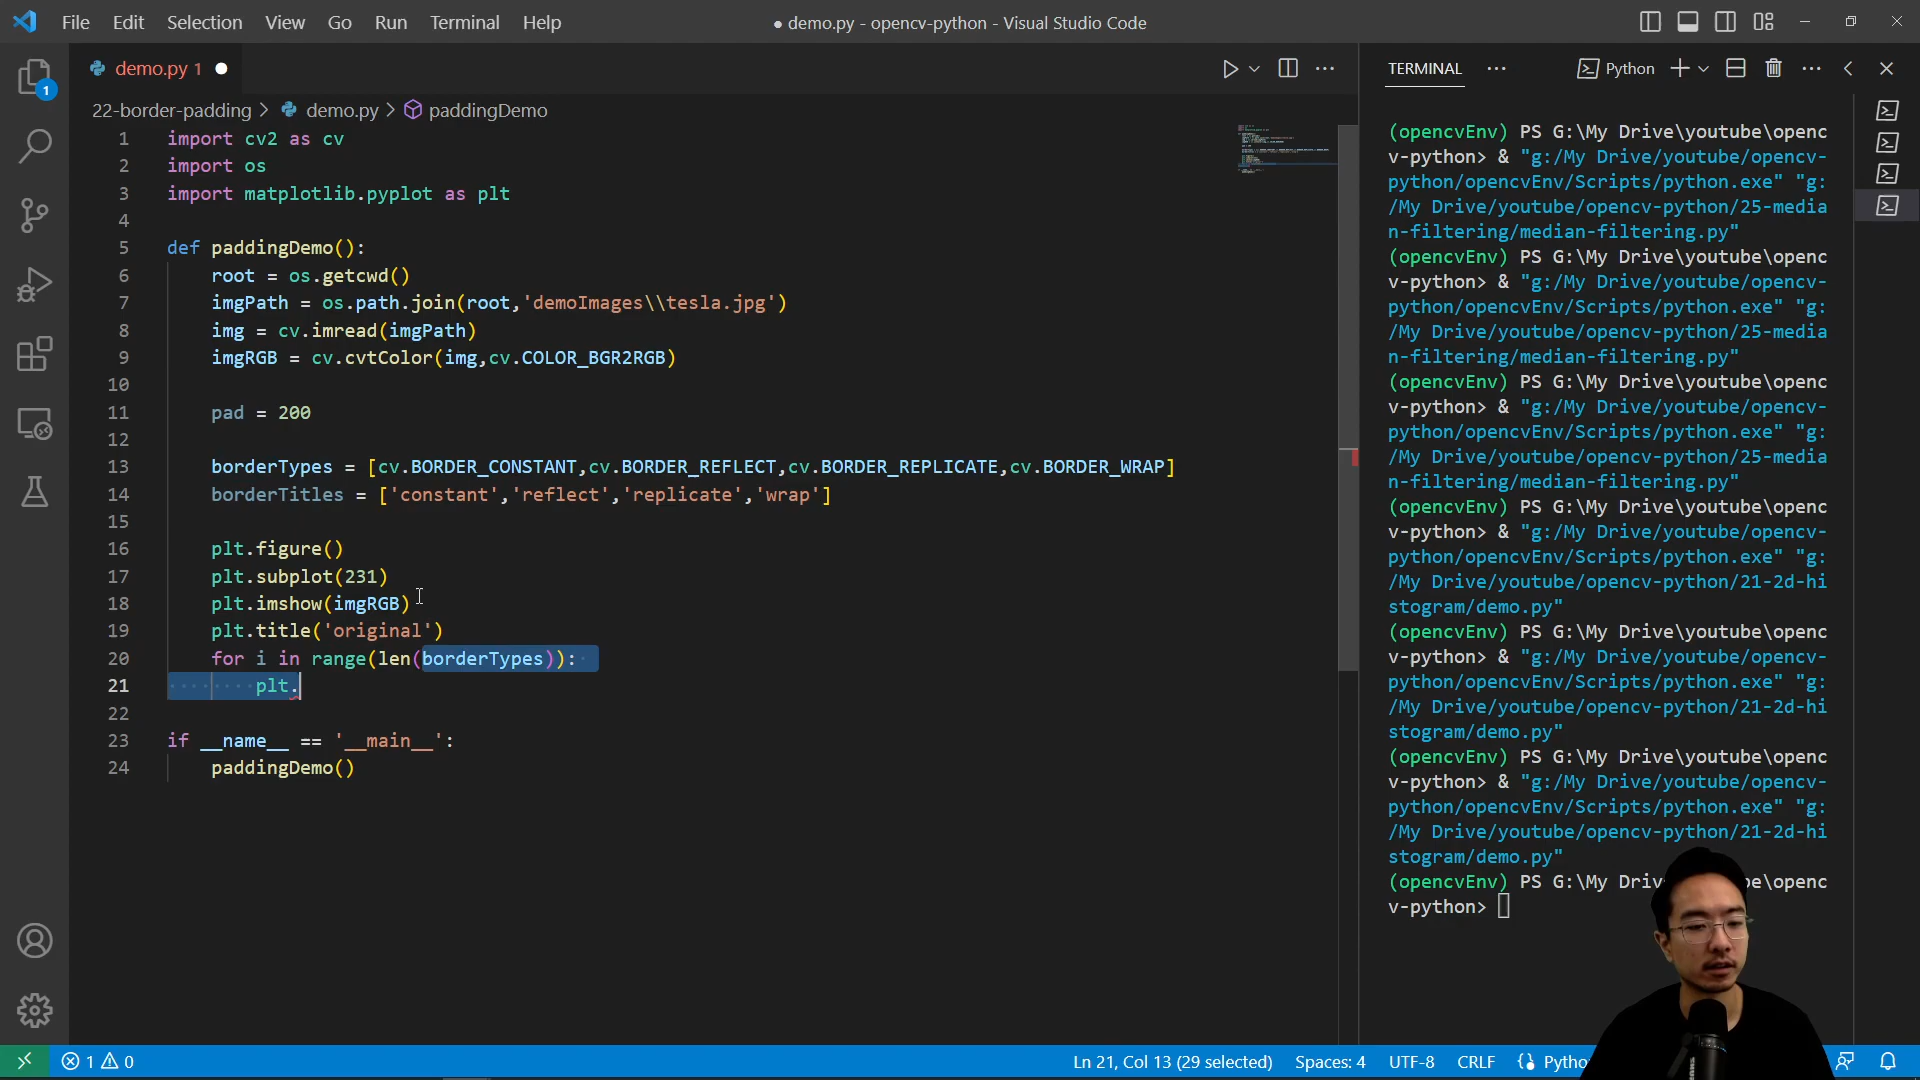 File Edit Selection View Go Run Terminal Help
● demo.py - opencv-python - Visual Studio Code
demo.py 1
22-border-padding > demo.py > paddingDemo
1 import cv2 as cv
2 import os
3 import matplotlib.pyplot as plt
4
5 def paddingDemo():
6 root = os.getcwd()
7 imgPath = os.path.join(root,'demoImages\\tesla.jpg')
8 img = cv.imread(imgPath)
9 imgRGB = cv.cvtColor(img,cv.COLOR_BGR2RGB)
10
11 pad = 200
12
13 borderTypes = [cv.BORDER_CONSTANT,cv.BORDER_REFLECT,cv.BORDER_REPLICATE,cv.BORDER_WRAP]
14 borderTitles = ['constant','reflect','replicate','wrap']
15
16 plt.figure()
17 plt.subplot(231)
18 plt.imshow(imgRGB)
19 plt.title('original')
20 for i in range(len(borderTypes)):
21 plt.
22
23 if __name__ == '__main__':
24 paddingDemo()
TERMINAL
Python
(opencvEnv) PS G:\My Drive\youtube\openc
v-python> & "g:/My Drive/youtube/opencv-
python/opencvEnv/Scripts/python.exe" "g:
/My Drive/youtube/opencv-python/25-media
n-filtering/median-filtering.py"
(opencvEnv) PS G:\My Drive\youtube\openc
v-python> & "g:/My Drive/youtube/opencv-
python/opencvEnv/Scripts/python.exe" "g:
/My Drive/youtube/opencv-python/25-media
n-filtering/median-filtering.py"
(opencvEnv) PS G:\My Drive\youtube\openc
v-python> & "g:/My Drive/youtube/opencv-
python/opencvEnv/Scripts/python.exe" "g:
/My Drive/youtube/opencv-python/25-media
n-filtering/median-filtering.py"
(opencvEnv) PS G:\My Drive\youtube\openc
v-python> & "g:/My Drive/youtube/opencv-
python/opencvEnv/Scripts/python.exe" "g:
/My Drive/youtube/opencv-python/21-2d-hi
stogram/demo.py"
(opencvEnv) PS G:\My Drive\youtube\openc
v-python> & "g:/My Drive/youtube/opencv-
python/opencvEnv/Scripts/python.exe" "g:
/My Drive/youtube/opencv-python/21-2d-hi
stogram/demo.py"
(opencvEnv) PS G:\My Drive\youtube\openc
v-python> & "g:/My Drive/youtube/opencv-
python/opencvEnv/Scripts/python.exe" "g:
/My Drive/youtube/opencv-python/21-2d-hi
stogram/demo.py"
(opencvEnv) PS G:\My Driv be\openc
v-python>
1
1 0
Ln 21, Col 13 (29 selected) Spaces: 4 UTF-8 CRLF {} Pytho